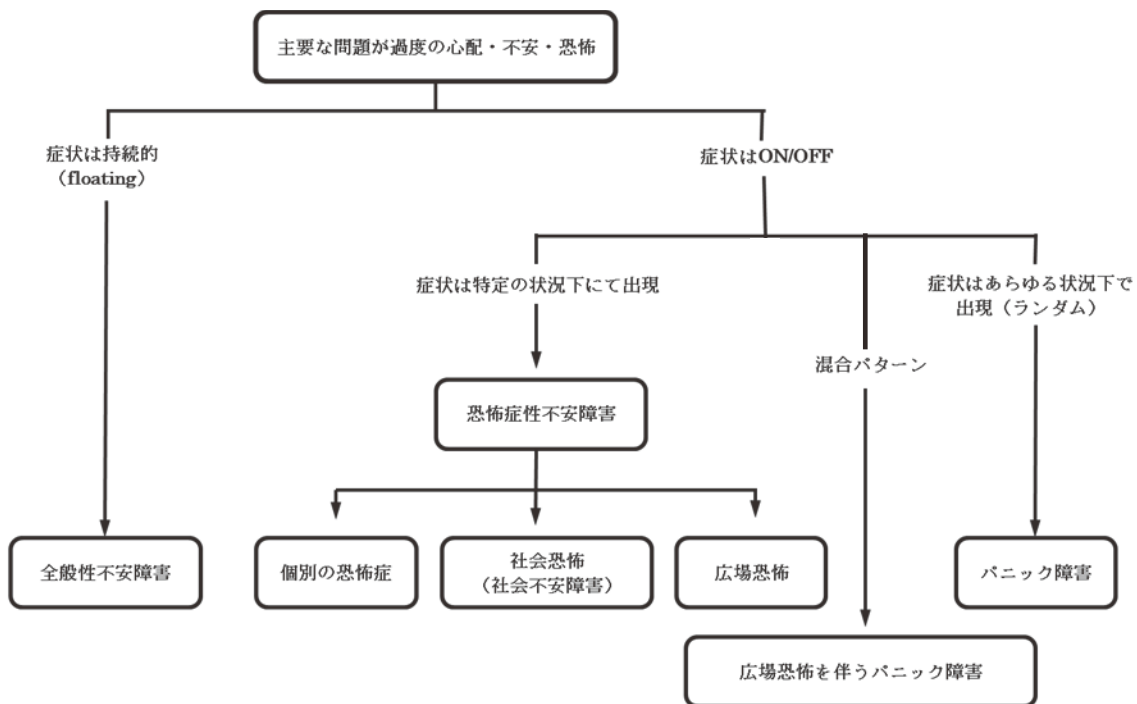 主要な問題が過度の心配・不安・恐怖
症状は持続的
（floating）
症状はON/OFF
症状は特定の状況下にて出現
症状はあらゆる状況下で
出現（ランダム）
混合パターン
恐怖症性不安障害
全般性不安障害
個別の恐怖症
社会恐怖
（社会不安障害）
広場恐怖
パニック障害
広場恐怖を伴うパニック障害